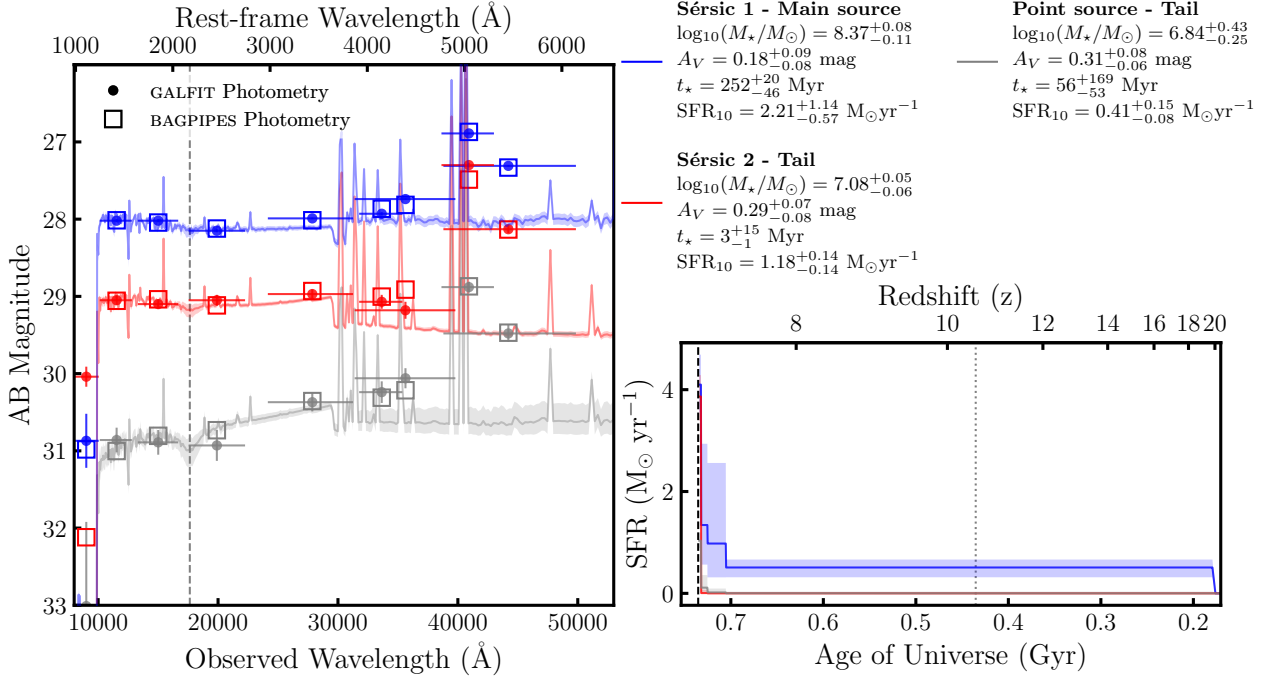 Rest-frame Wavelength (Å)
1000 2000 3000 4000 5000 6000
GALFIT Photometry
BAGPIPES Photometry
AB Magnitude
27
28
29
30
31
32
33
10000 20000 30000 40000 50000
Observed Wavelength (Å)
Sérsic 1 - Main source
log₁₀(M⋆/M⊙) = 8.37 +0.08 −0.11
A_V = 0.18 +0.09 −0.08 mag
t⋆ = 252 +20 −46 Myr
SFR₁₀ = 2.21 +1.14 −0.57 M⊙yr⁻¹
Point source - Tail
log₁₀(M⋆/M⊙) = 6.84 +0.43 −0.25
A_V = 0.31 +0.08 −0.06 mag
t⋆ = 56 +169 −53 Myr
SFR₁₀ = 0.41 +0.15 −0.08 M⊙yr⁻¹
Sérsic 2 - Tail
log₁₀(M⋆/M⊙) = 7.08 +0.05 −0.06
A_V = 0.29 +0.07 −0.08 mag
t⋆ = 3 +15 −1 Myr
SFR₁₀ = 1.18 +0.14 −0.14 M⊙yr⁻¹
Redshift (z)
8 10 12 14 16 18 20
SFR (M⊙ yr⁻¹)
4
2
0
0.7 0.6 0.5 0.4 0.3 0.2
Age of Universe (Gyr)